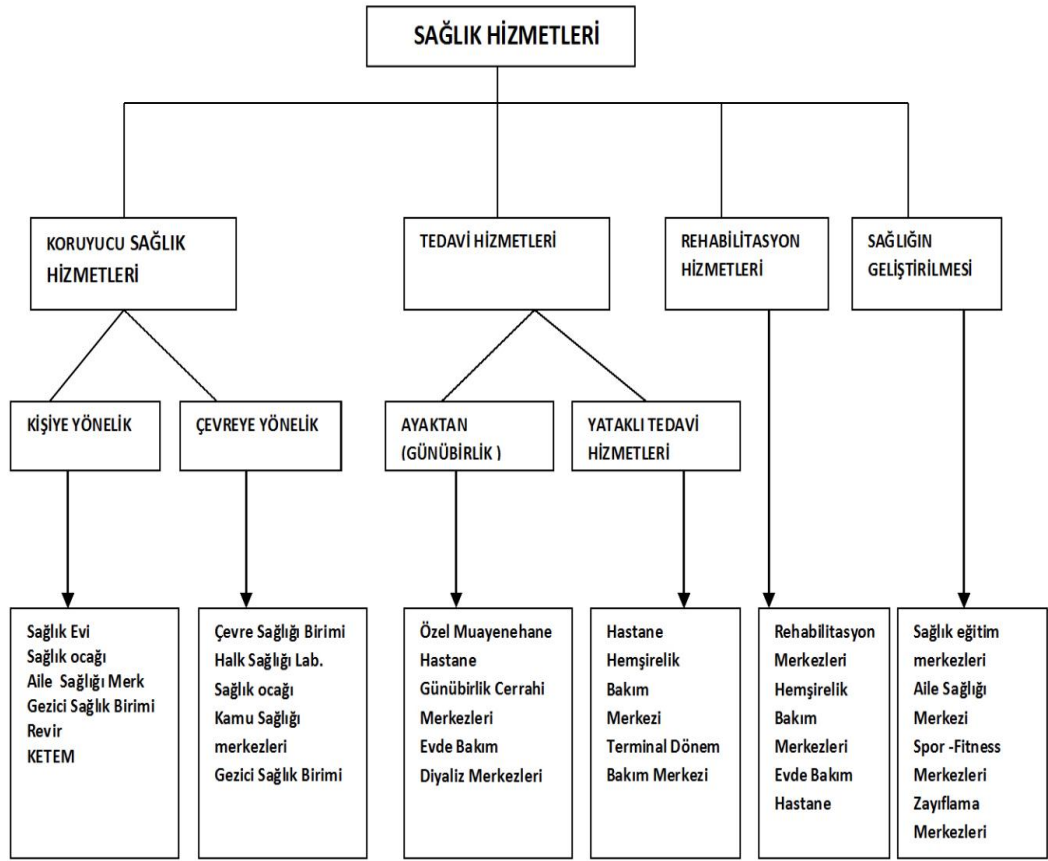 SAĞLIK HİZMETLERİ
KORUYUCU SAĞLIK
HİZMETLERİ
TEDAVİ HİZMETLERİ
REHABİLİTASYON
HİZMETLERİ
SAĞLIĞIN
GELİŞTİRİLMESİ
KİŞİYE YÖNELİK
ÇEVREYE YÖNELİK
AYAKTAN
(GÜNÜBİRLİK )
YATAKLI TEDAVİ
HİZMETLERİ
Sağlık Evi
Sağlık ocağı
Aile Sağlığı Merk
Gezici Sağlık Birimi
Revir
KETEM
Çevre Sağlığı Birimi
Halk Sağlığı Lab.
Sağlık ocağı
Kamu Sağlığı
merkezleri
Gezici Sağlık Birimi
Özel Muayenehane
Hastane
Günübirlik Cerrahi
Merkezleri
Evde Bakım
Diyaliz Merkezleri
Hastane
Hemşirelik
Bakım
Merkezi
Terminal Dönem
Bakım Merkezi
Rehabilitasyon
Merkezleri
Hemşirelik
Bakım
Merkezleri
Evde Bakım
Hastane
Sağlık eğitim
merkezleri
Aile Sağlığı
Merkezi
Spor -Fitness
Merkezleri
Zayıflama
Merkezleri